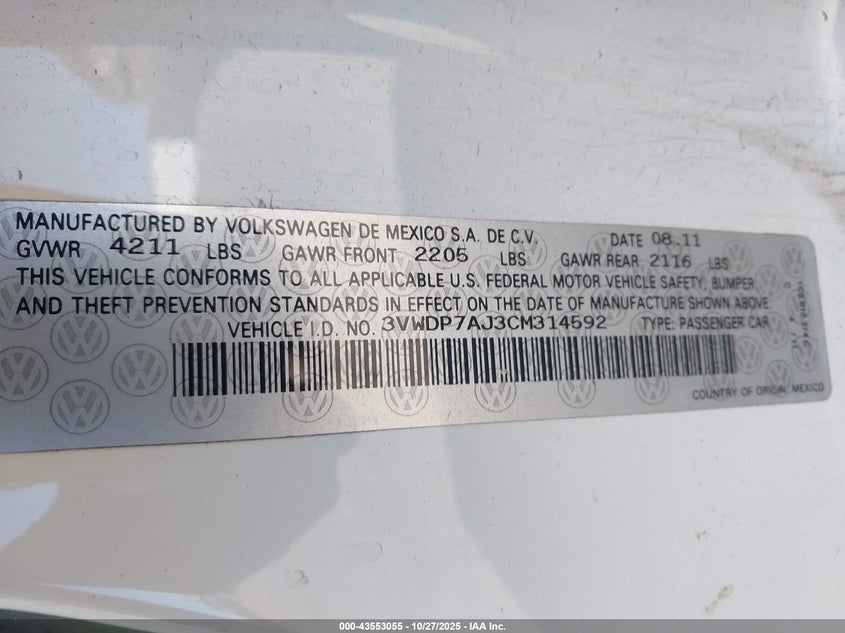 MANUFACTURED BY VOLKSWAGEN DE MEXICO S.A. DE C.V. DATE 08.11
GVWR 4211 LBS GAWR FRONT 2205 LBS GAWR REAR 2116 LBS
THIS VEHICLE CONFORMS TO ALL APPLICABLE U.S. FEDERAL MOTOR VEHICLE SAFETY, BUMPER,
AND THEFT PREVENTION STANDARDS IN EFFECT ON THE DATE OF MANUFACTURE SHOWN ABOVE.
VEHICLE I.D. NO. 3VWDP7AJ3CM314592 TYPE: PASSENGER CAR
COUNTRY OF ORIGIN: MEXICO
000-43553055 - 10/27/2025 - IAA Inc.